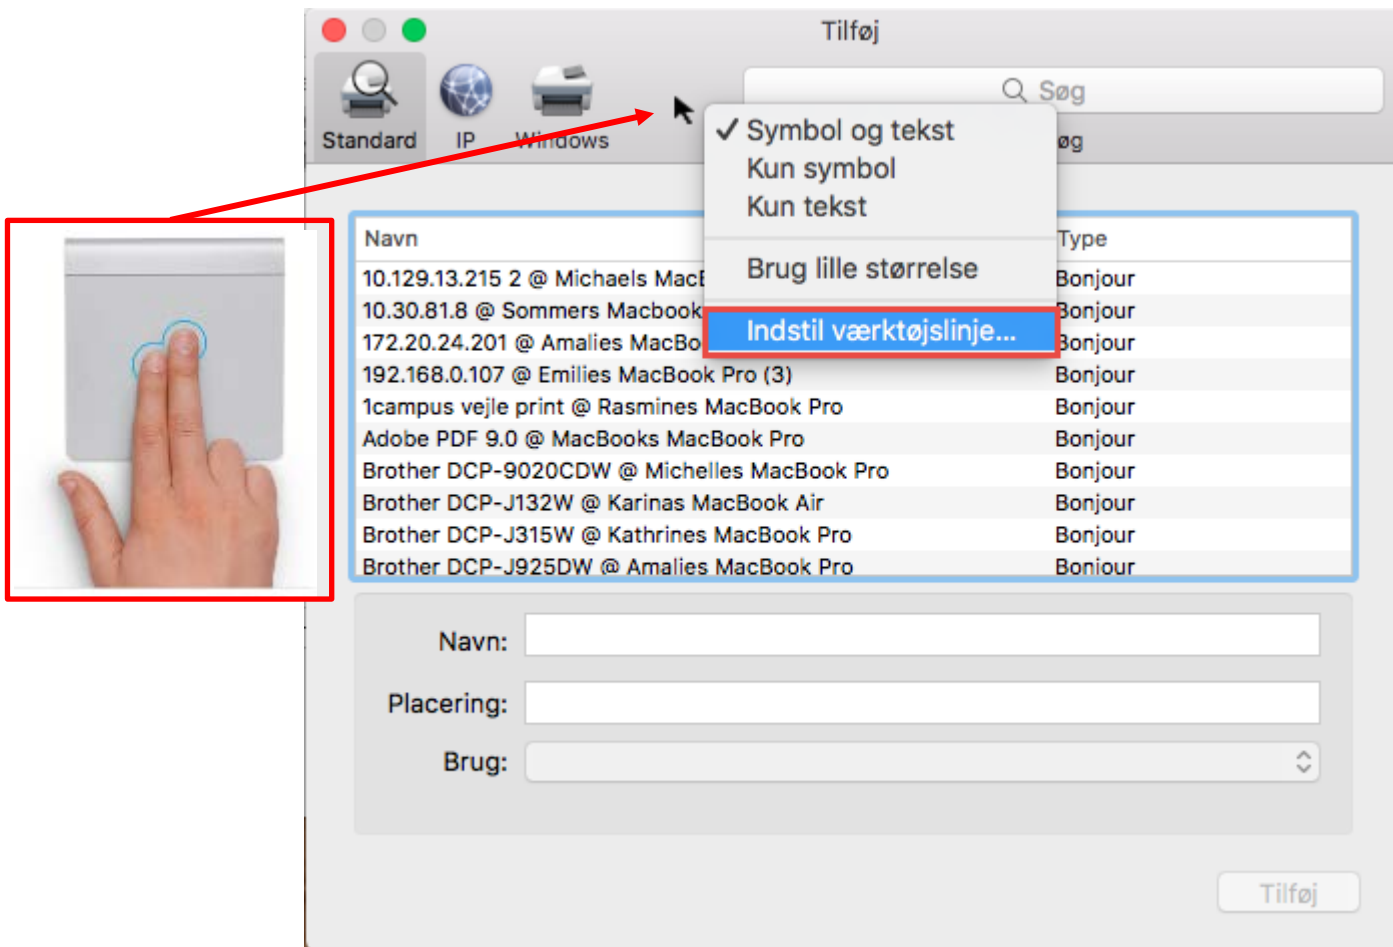 Tilføj
Søg
Standard
IP
Windows
øg
✓ Symbol og tekst
Kun symbol
Kun tekst
Brug lille størrelse
Indstil værktøjslinje...
Navn Type
10.129.13.215 2 @ Michaels MacB Bonjour
10.30.81.8 @ Sommers Macbook Bonjour
172.20.24.201 @ Amalies MacBo Bonjour
192.168.0.107 @ Emilies MacBook Pro (3) Bonjour
1campus vejle print @ Rasmines MacBook Pro Bonjour
Adobe PDF 9.0 @ MacBooks MacBook Pro Bonjour
Brother DCP-9020CDW @ Michelles MacBook Pro Bonjour
Brother DCP-J132W @ Karinas MacBook Air Bonjour
Brother DCP-J315W @ Kathrines MacBook Pro Bonjour
Brother DCP-J925DW @ Amalies MacBook Pro Bonjour
Navn:
Placering:
Brug:
Tilføj